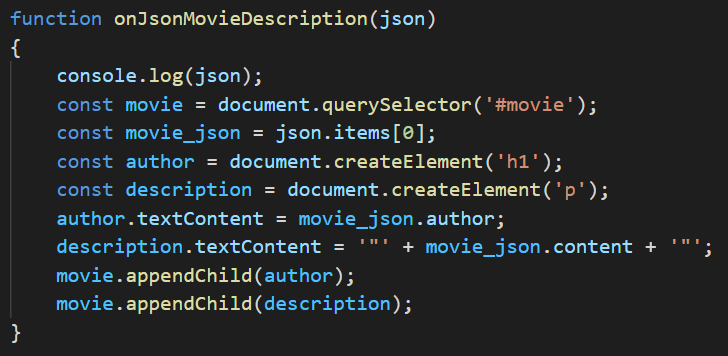 function onJsonMovieDescription(json)
{
    console.log(json);
    const movie = document.querySelector('#movie');
    const movie_json = json.items[0];
    const author = document.createElement('h1');
    const description = document.createElement('p');
    author.textContent = movie_json.author;
    description.textContent = '"' + movie_json.content + '"';
    movie.appendChild(author);
    movie.appendChild(description);
}